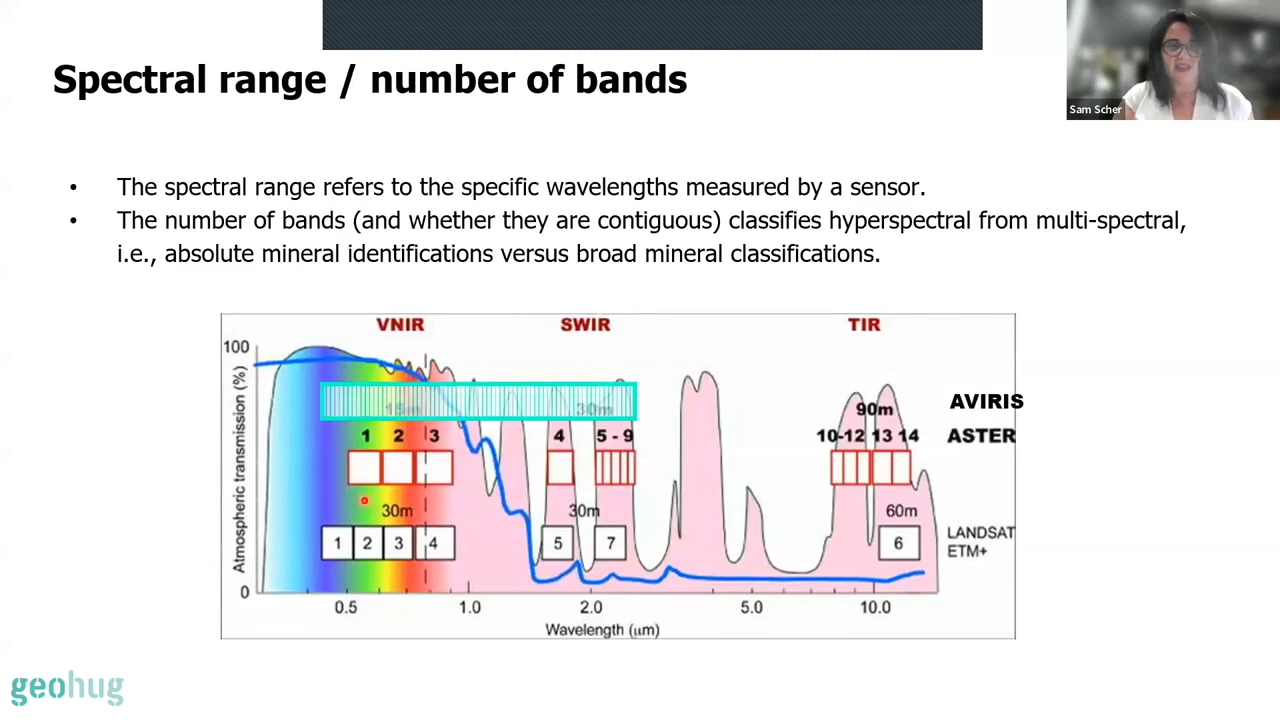 Sam Scher
Spectral range / number of bands
• The spectral range refers to the specific wavelengths measured by a sensor.
• The number of bands (and whether they are contiguous) classifies hyperspectral from multi-spectral,
i.e., absolute mineral identifications versus broad mineral classifications.
VNIR SWIR TIR
100
15m 30m 90m AVIRIS
1 2 3 4 5 - 9 10-12 13 14 ASTER
30m 30m 60m
1 2 3 4 5 7 6 LANDSAT
ETM+
Atmospheric transmission (%)
0
0.5 1.0 2.0 5.0 10.0
Wavelength (μm)
geohug